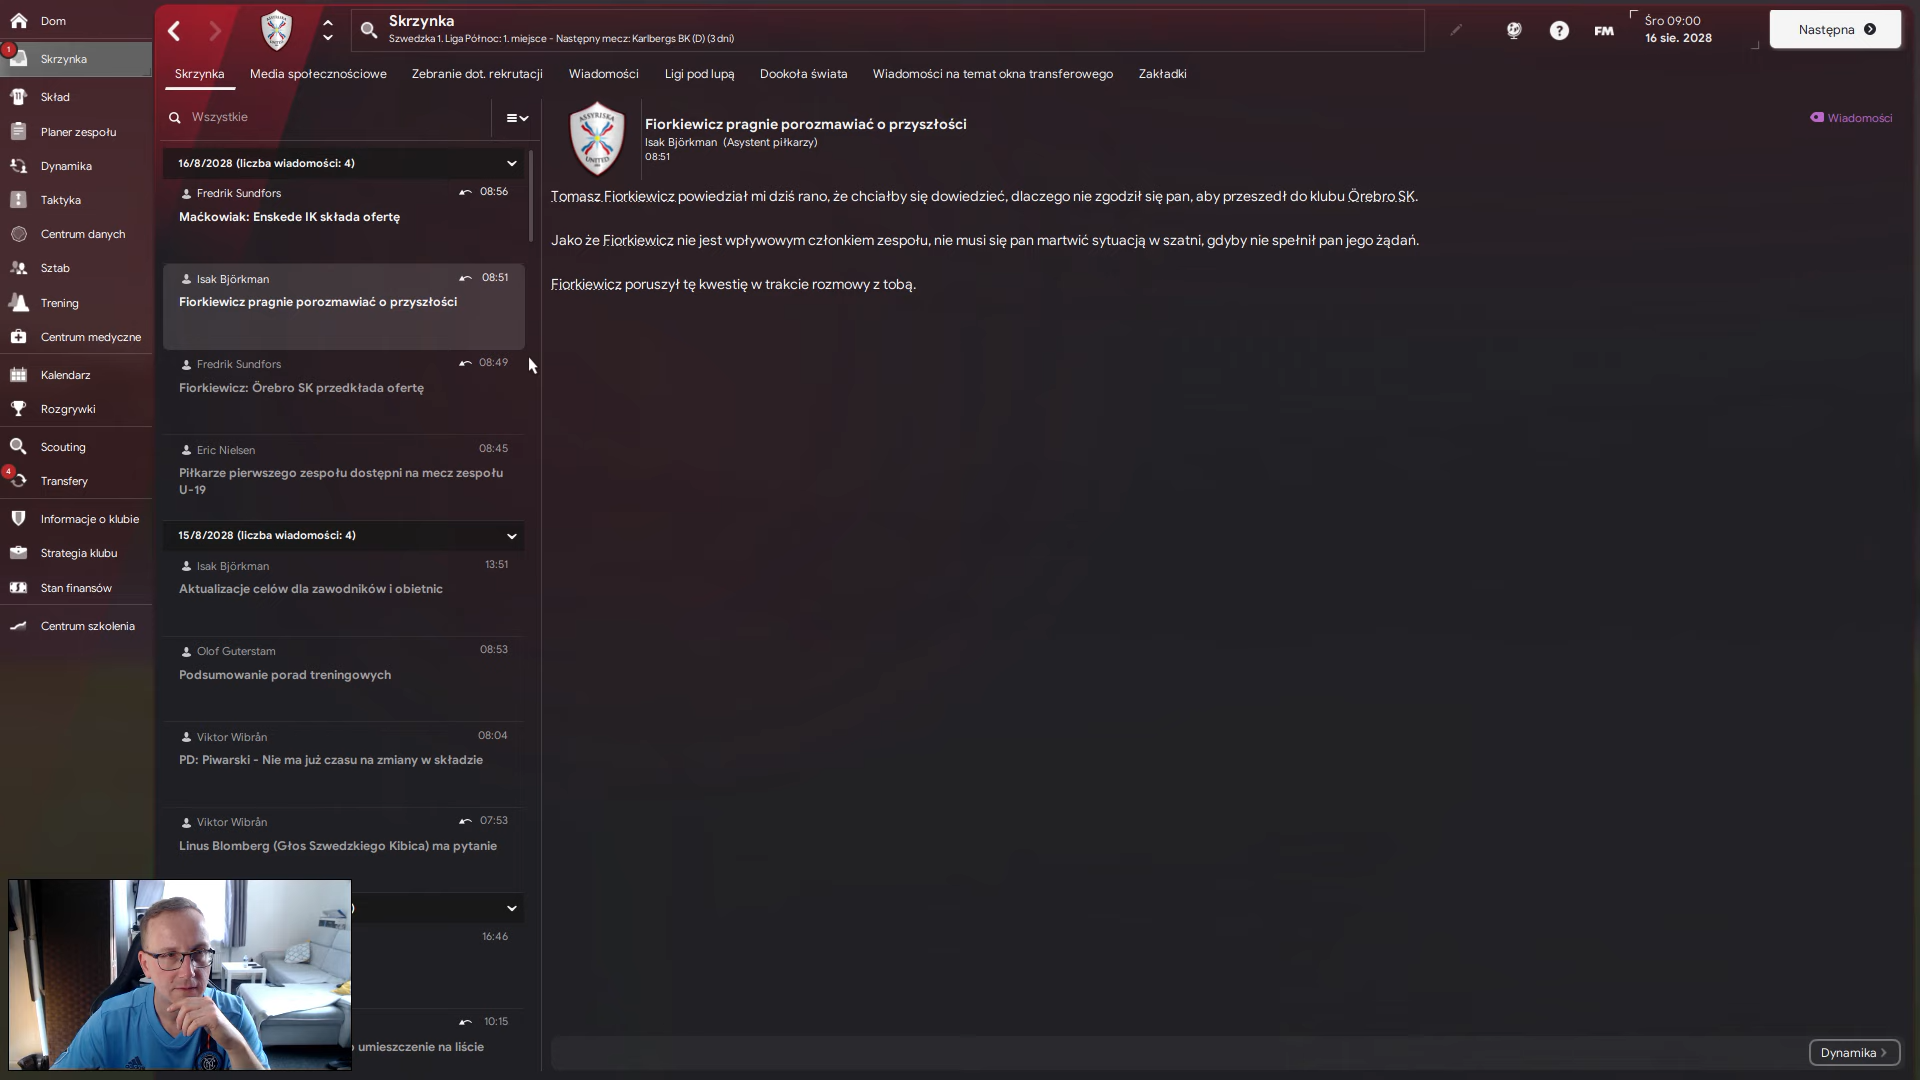 Dom
1
Skrzynka
Skład
Planer zespołu
Dynamika
Taktyka
Centrum danych
Sztab
Trening
Centrum medyczne
Kalendarz
Rozgrywki
Scouting
4
Transfery
Informacje o klubie
Strategia klubu
Stan finansów
Centrum szkolenia
ASSYRISKA
UNITED
Skrzynka
Szwedzka 1. Liga Północ: 1. miejsce - Następny mecz: Karlbergs BK (D) (3 dni)
?
FM
Śro 09:00
16 sie. 2028
Następna
Skrzynka
Media społecznościowe
Zebranie dot. rekrutacji
Wiadomości
Ligi pod lupą
Dookoła świata
Wiadomości na temat okna transferowego
Zakładki
Wszystkie
16/8/2028 (liczba wiadomości: 4)
Fredrik Sundfors 08:56
Maćkowiak: Enskede IK składa ofertę
Isak Björkman 08:51
Fiorkiewicz pragnie porozmawiać o przyszłości
Fredrik Sundfors 08:49
Fiorkiewicz: Örebro SK przedkłada ofertę
Eric Nielsen 08:45
Piłkarze pierwszego zespołu dostępni na mecz zespołu
U-19
15/8/2028 (liczba wiadomości: 4)
Isak Björkman 13:51
Aktualizacje celów dla zawodników i obietnic
Olof Guterstam 08:53
Podsumowanie porad treningowych
Viktor Wibrån 08:04
PD: Piwarski - Nie ma już czasu na zmiany w składzie
Viktor Wibrån 07:53
Linus Blomberg (Głos Szwedzkiego Kibica) ma pytanie
)
16:46
10:15
umieszczenie na liście
ASSYRISKA
UNITED
Fiorkiewicz pragnie porozmawiać o przyszłości
Isak Björkman (Asystent piłkarzy)
08:51
Wiadomości
Tomasz Fiorkiewicz powiedział mi dziś rano, że chciałby się dowiedzieć, dlaczego nie zgodził się pan, aby przeszedł do klubu Örebro SK.
Jako że Fiorkiewicz nie jest wpływowym członkiem zespołu, nie musi się pan martwić sytuacją w szatni, gdyby nie spełnił pan jego żądań.
Fiorkiewicz poruszył tę kwestię w trakcie rozmowy z tobą.
Dynamika